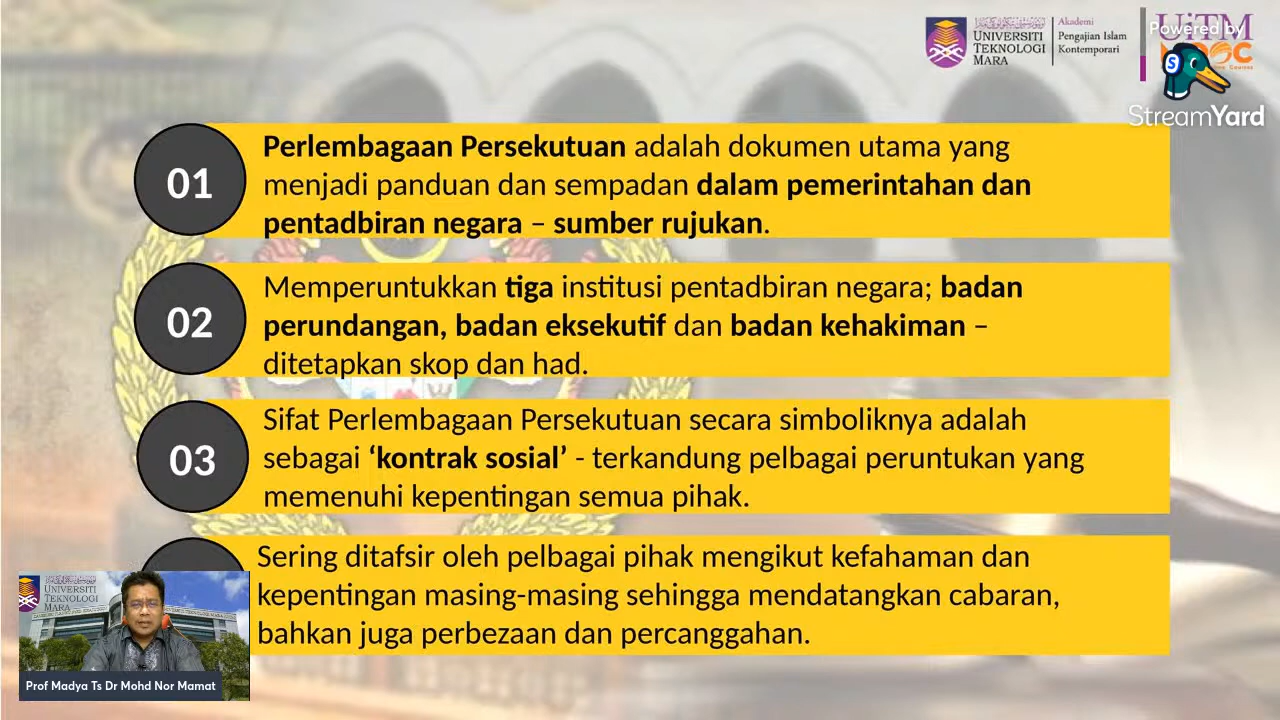 UNIVERSITI
TEKNOLOGI
MARA
Akademi
Pengajian Islam
Kontemporari
UiTM
Powered by
StreamYard
01
Perlembagaan Persekutuan adalah dokumen utama yang
menjadi panduan dan sempadan dalam pemerintahan dan
pentadbiran negara – sumber rujukan.
02
Memperuntukkan tiga institusi pentadbiran negara; badan
perundangan, badan eksekutif dan badan kehakiman –
ditetapkan skop dan had.
03
Sifat Perlembagaan Persekutuan secara simboliknya adalah
sebagai ‘kontrak sosial’ - terkandung pelbagai peruntukan yang
memenuhi kepentingan semua pihak.
Sering ditafsir oleh pelbagai pihak mengikut kefahaman dan
kepentingan masing-masing sehingga mendatangkan cabaran,
bahkan juga perbezaan dan percanggahan.
UNIVERSITI
TEKNOLOGI
MARA
Prof Madya Ts Dr Mohd Nor Mamat